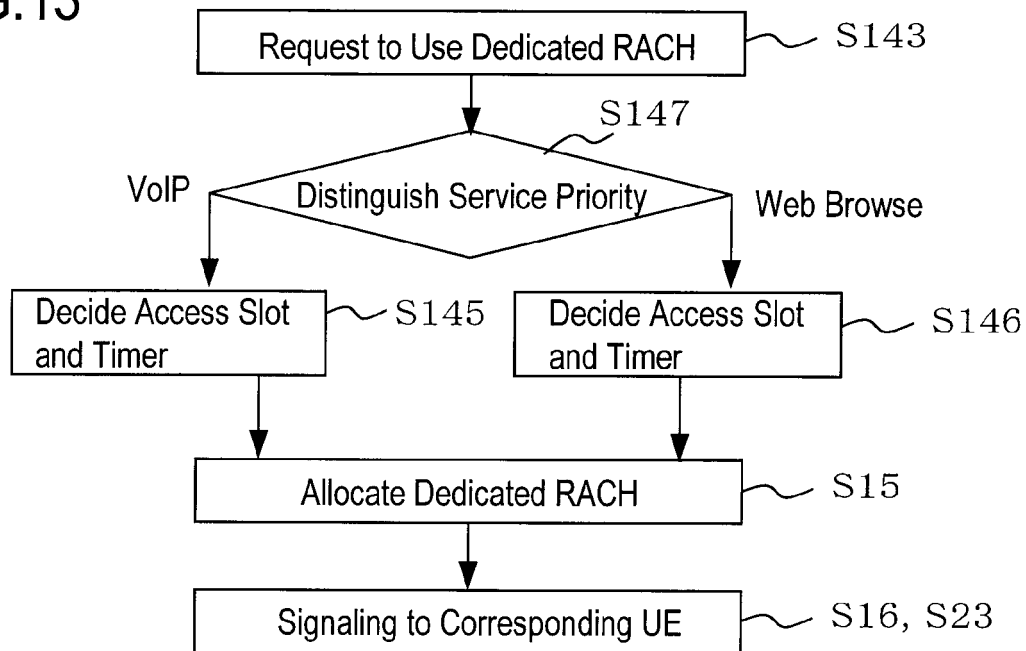 G.13
Request to Use Dedicated RACH
S143
S147
VoIP
Distinguish Service Priority
Web Browse
Decide Access Slot
and Timer
S145
Decide Access Slot
and Timer
S146
Allocate Dedicated RACH
S15
Signaling to Corresponding UE
S16, S23